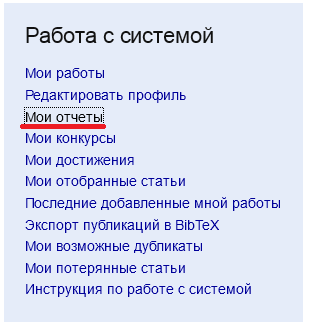 Работа с системой
Мои работы
Редактировать профиль
Мои отчеты
Мои конкурсы
Мои достижения
Мои отобранные статьи
Последние добавленные мной работы
Экспорт публикаций в BibTeX
Мои возможные дубликаты
Мои потерянные статьи
Инструкция по работе с системой